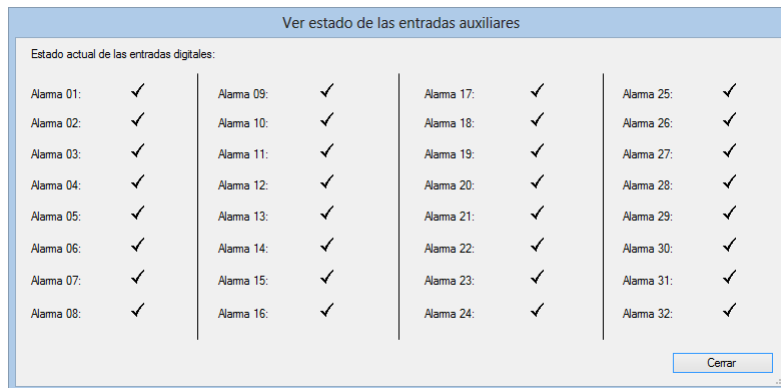 Ver estado de las entradas auxiliares
Estado actual de las entradas digitales:
Alarma 01:
Alarma 02:
Alarma 03:
Alarma 04:
Alarma 05:
Alarma 06:
Alarma 07:
Alarma 08:
Alarma 09:
Alarma 10:
Alarma 11:
Alarma 12:
Alarma 13:
Alarma 14:
Alarma 15:
Alarma 16:
Alarma 17:
Alarma 18:
Alarma 19:
Alarma 20:
Alarma 21:
Alarma 22:
Alarma 23:
Alarma 24:
Alarma 25:
Alarma 26:
Alarma 27:
Alarma 28:
Alarma 29:
Alarma 30:
Alarma 31:
Alarma 32:
Cerrar